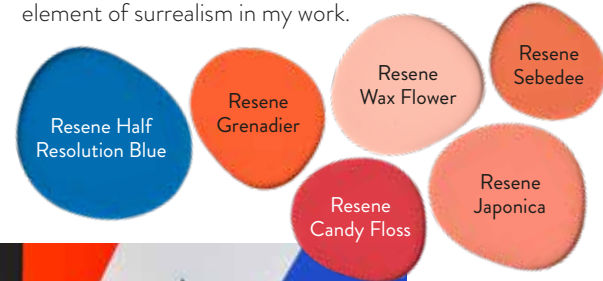 element of surrealism in my work.
Resene Half
Resolution Blue
Resene
Grenadier
Resene
Wax Flower
Resene
Sebedee
Resene
Candy Floss
Resene
Japonica